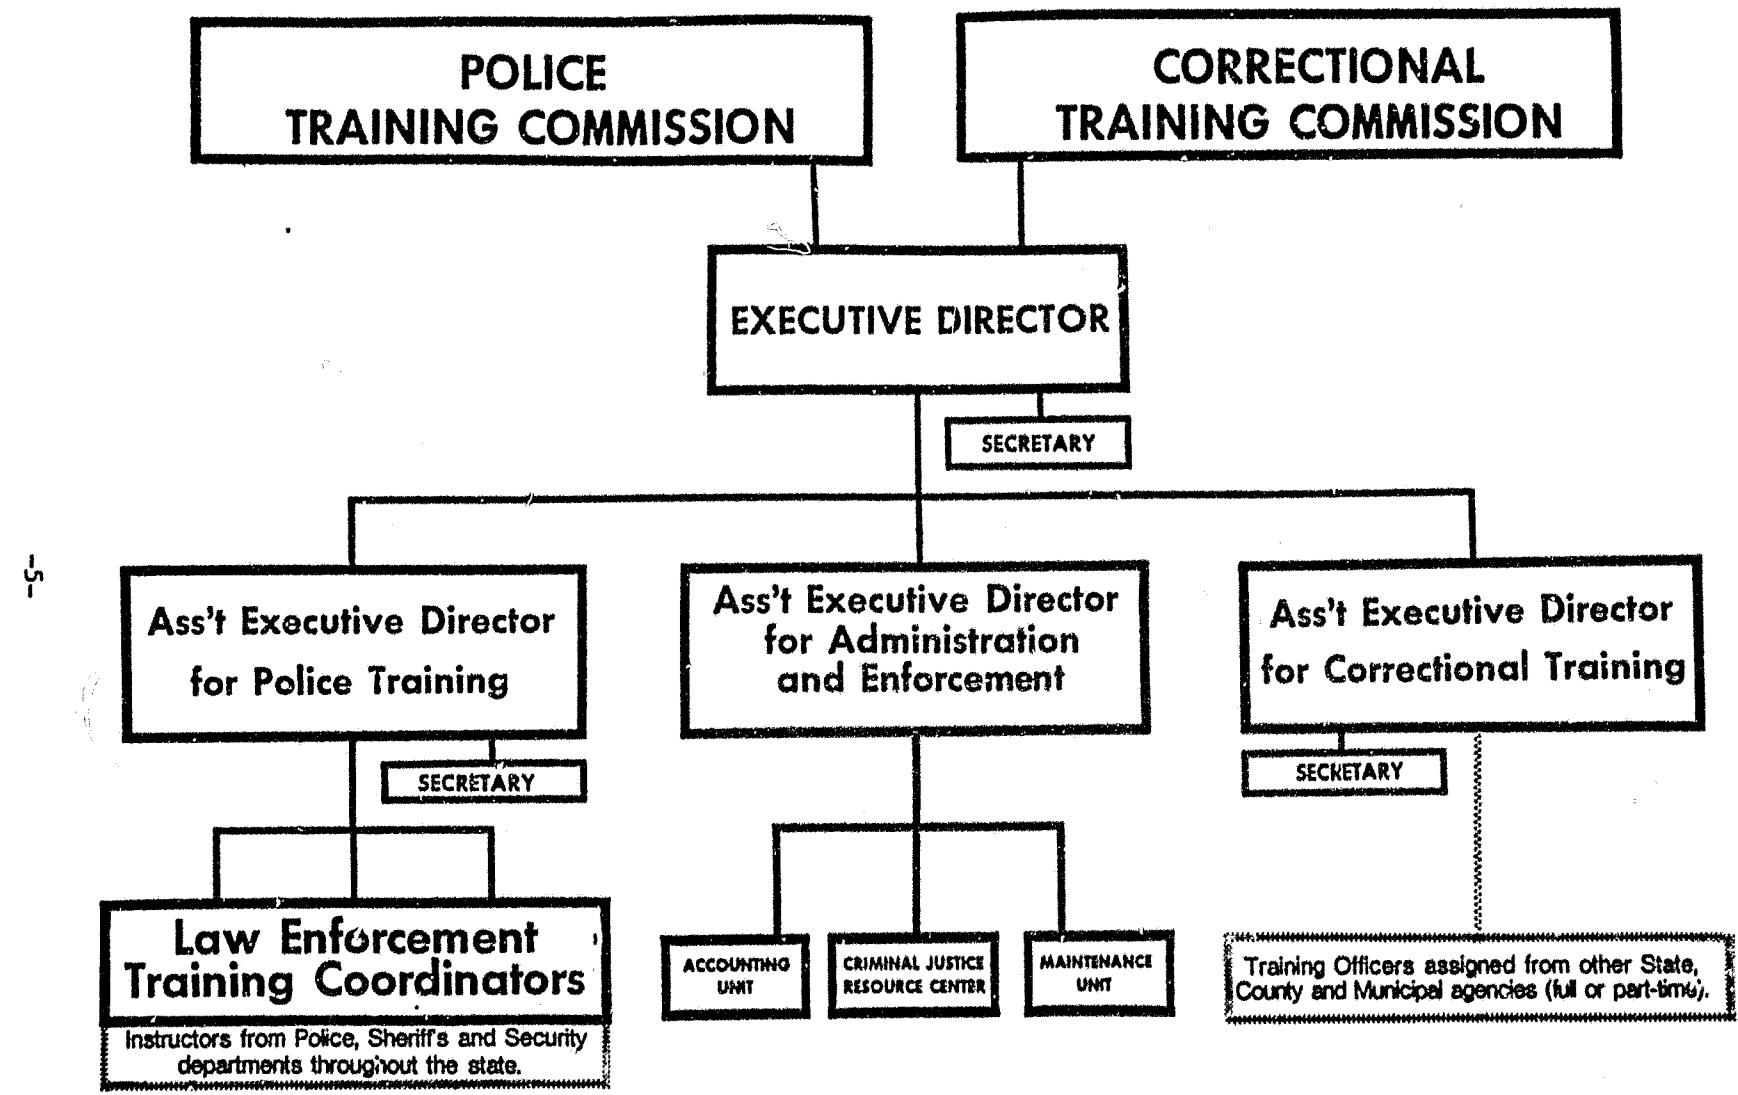 POLICE
TRAINING COMMISSION
CORRECTIONAL
TRAINING COMMISSION
EXECUTIVE DIRECTOR
SECRETARY
-5-
Ass't Executive Director
for Police Training
Ass't Executive Director
for Administration
and Enforcement
Ass't Executive Director
for Correctional Training
SECRETARY
SECRETARY
Law Enforcement
Training Coordinators
Instructors from Police, Sheriff's and Security
departments throughout the state.
ACCOUNTING
UNIT
CRIMINAL JUSTICE
RESOURCE CENTER
MAINTENANCE
UNIT
Training Officers assigned from other State,
County and Municipal agencies (full or part-time).